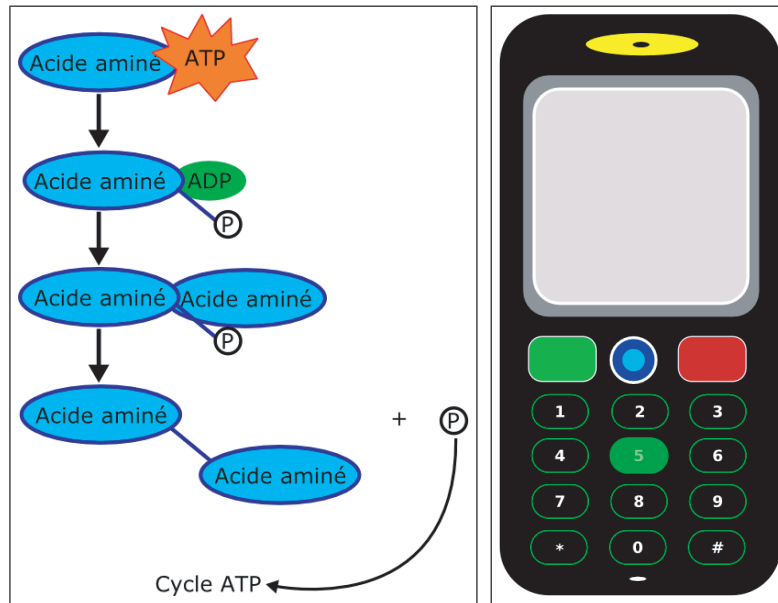 Acide aminé ATP
Acide aminé ADP
P
Acide aminé Acide aminé
P
Acide aminé
+ P
Acide aminé
Cycle ATP
1 2 3
4 5 6
7 8 9
* 0 #